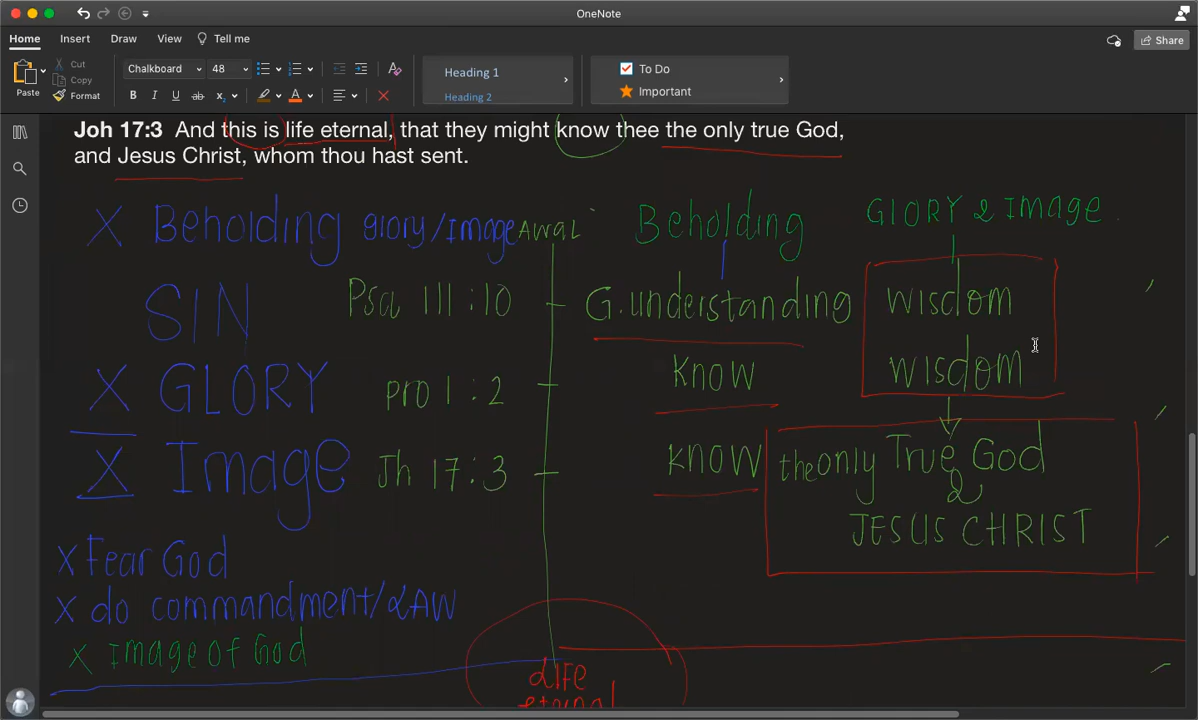 OneNote
Home Insert Draw View Tell me
Share
Paste
Cut
Copy
Format
Chalkboard 48
B I U ab x₂ A
Heading 1
Heading 2
To Do
Important
Joh 17:3 And this is life eternal, that they might know thee the only true God,
and Jesus Christ, whom thou hast sent.
X Beholding glory/Image Awal Beholding GLORY & Image
SIN Psa 111:10 G.understanding wisdom
X GLORY pro 1:2 know wisdom
X Image Jh 17:3 know the only True God
&
JESUS CHRIST
X Fear God
X do commandment/LAW
X Image of God
LIFE
eternal